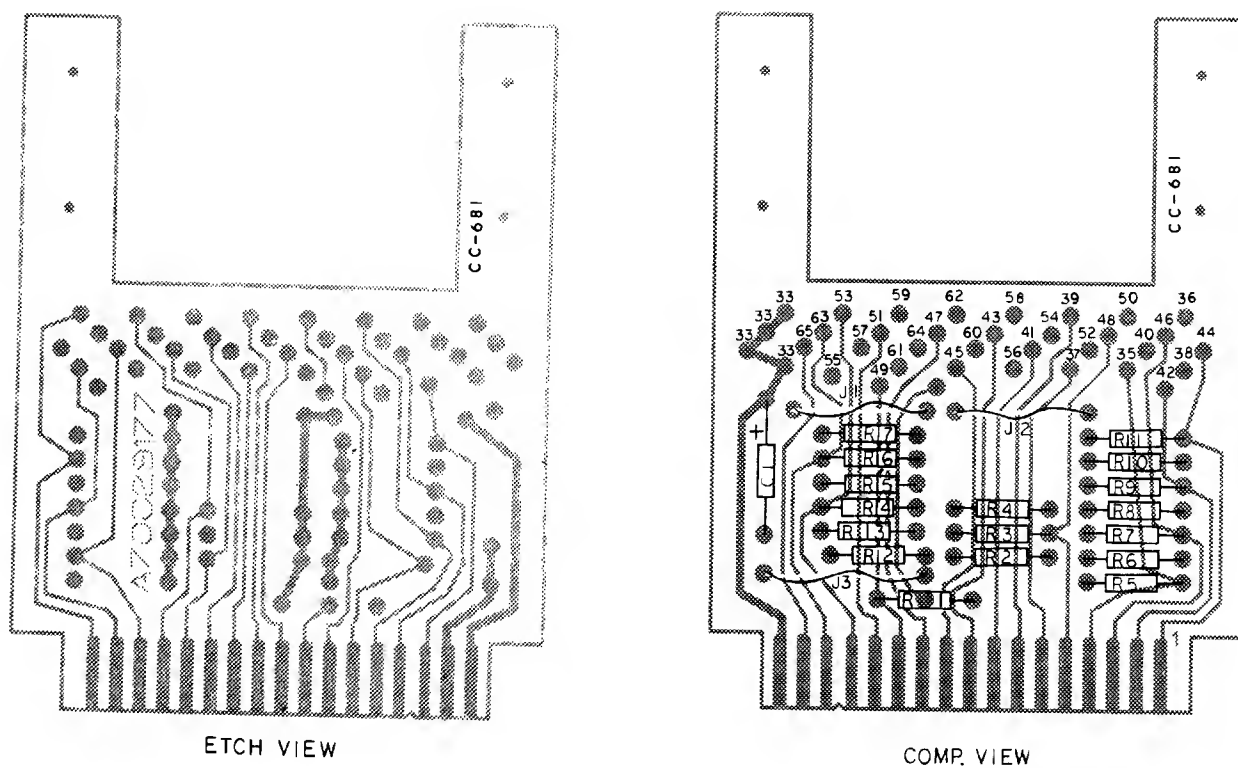 CC-681
A70C2917
ETCH VIEW
CC-681
33 53 59 62 58 39 50 36
33 63 51 47 43 54 48 46
33 65 57 64 60 41 52 40 44
33 55 61 45 56 37 35 38
49 42
J1 J2
+
C1
R17 R11
R16 R10
R15 R9
R14 R4 R8
R13 R3 R7
R12 R2 R6
J3 R5
1
COMP. VIEW